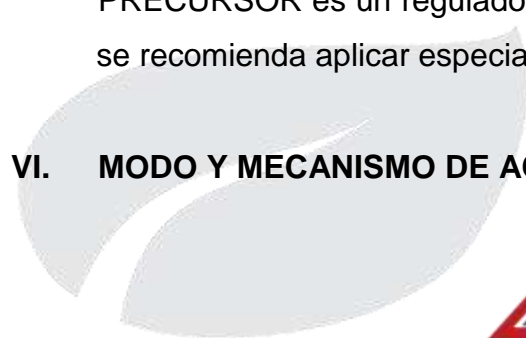 PRECURSOR es un regulado
se recomienda aplicar especia
VI. MODO Y MECANISMO DE A